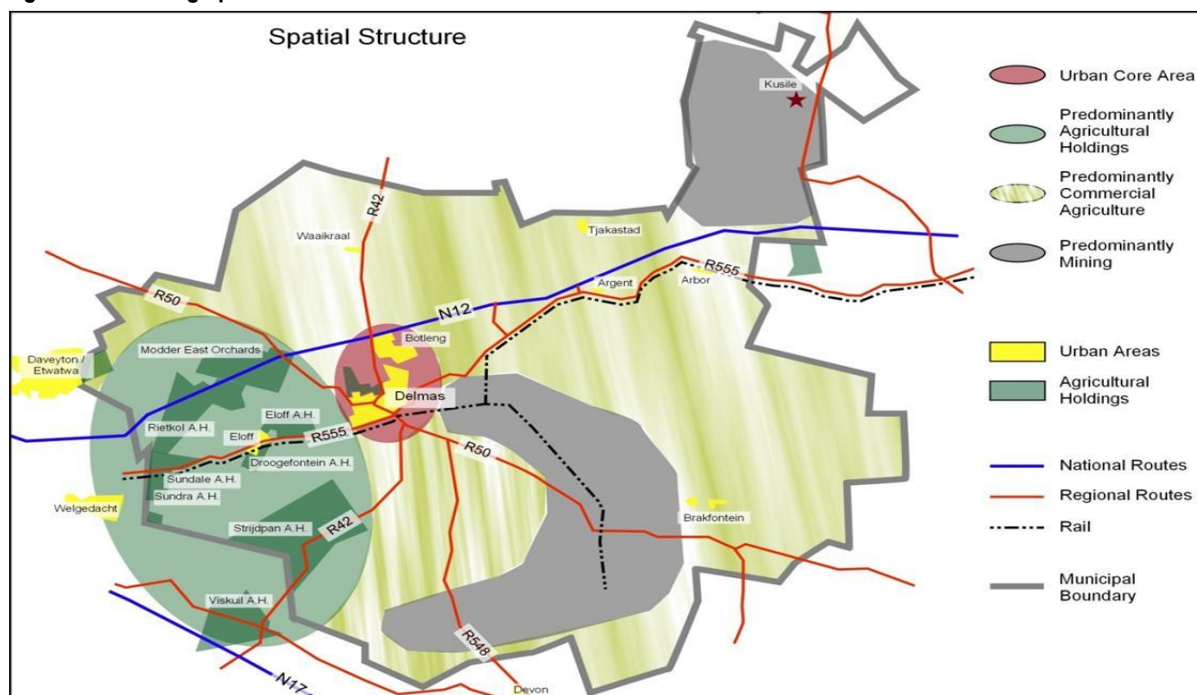 Spatial Structure
Kusile
R42
Waaikraal
Tjakastad
R50
N12
Argent
Arbor
R555
Botleng
Modder East Orchards
Daveyton /
Etwatwa
Delmas
Rietkol A.H.
Eloff A.H.
Eloff
R555
Droogefontein A.H.
R50
Sundale A.H.
Sundra A.H.
Welgedacht
Brakfontein
Strijdpan A.H.
R42
Viskuil A.H.
R548
N17
Devon
Urban Core Area
Predominantly
Agricultural
Holdings
Predominantly
Commercial
Agriculture
Predominantly
Mining
Urban Areas
Agricultural
Holdings
National Routes
Regional Routes
Rail
Municipal
Boundary